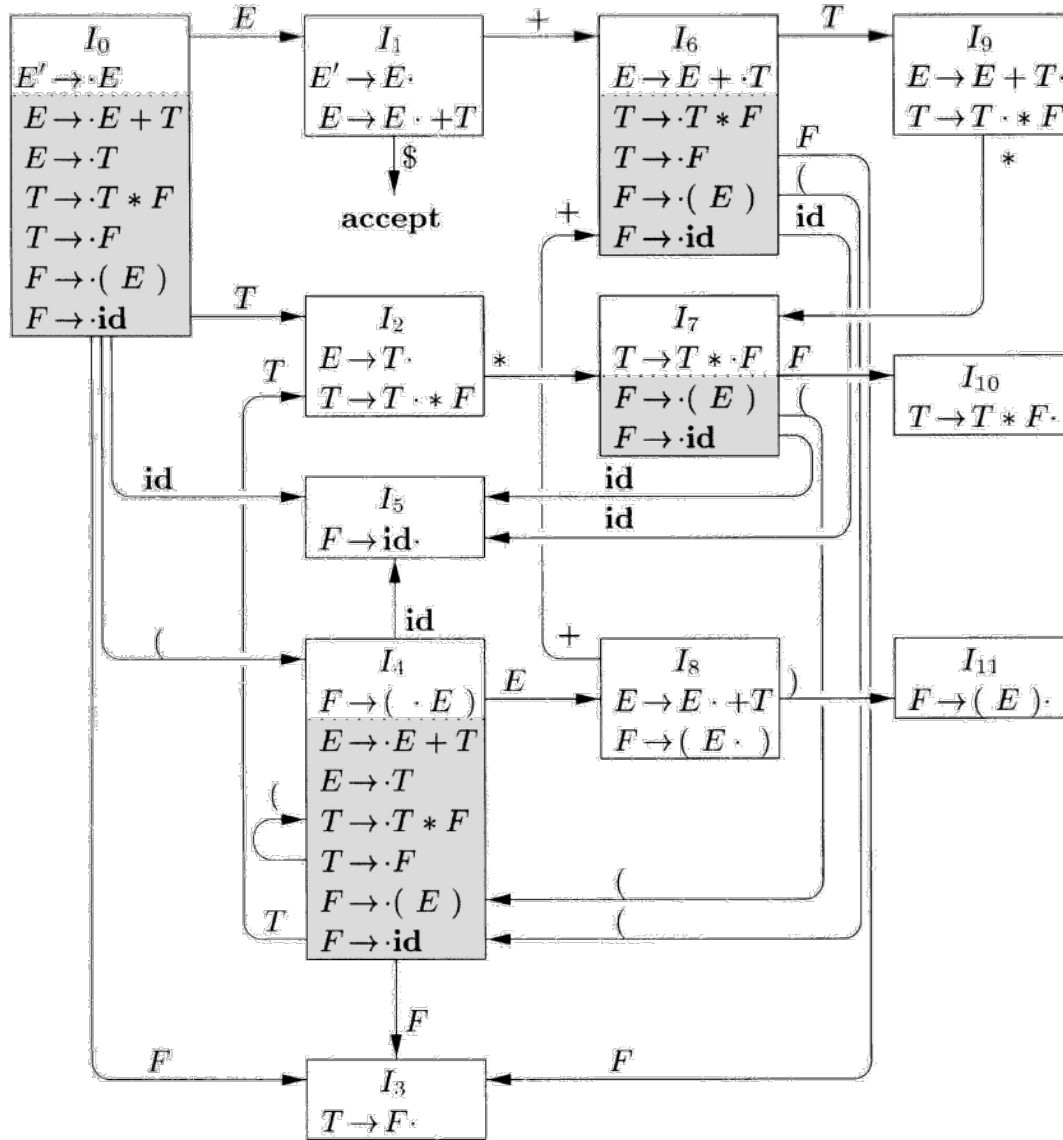 I₀
E′ → ·E
E → ·E + T
E → ·T
T → ·T * F
T → ·F
F → ·( E )
F → ·id
E
I₁
E′ → E·
E → E· +T
$
accept
+
I₆
E → E + ·T
T → ·T * F
T → ·F
F → ·( E )
F → ·id
T
I₉
E → E + T·
T → T· * F
*
F
(
id
+
T
I₂
E → T·
T → T· * F
T
*
I₇
T → T * ·F
F → ·( E )
F → ·id
F
(
I₁₀
T → T * F·
id
I₅
F → id·
id
id
id
(
I₄
F → ( ·E )
E → ·E + T
E → ·T
T → ·T * F
T → ·F
F → ·( E )
F → ·id
E
+
I₈
E → E· +T
F → ( E· )
)
I₁₁
F → ( E )·
(
T
(
(
F
F
I₃
T → F·
F